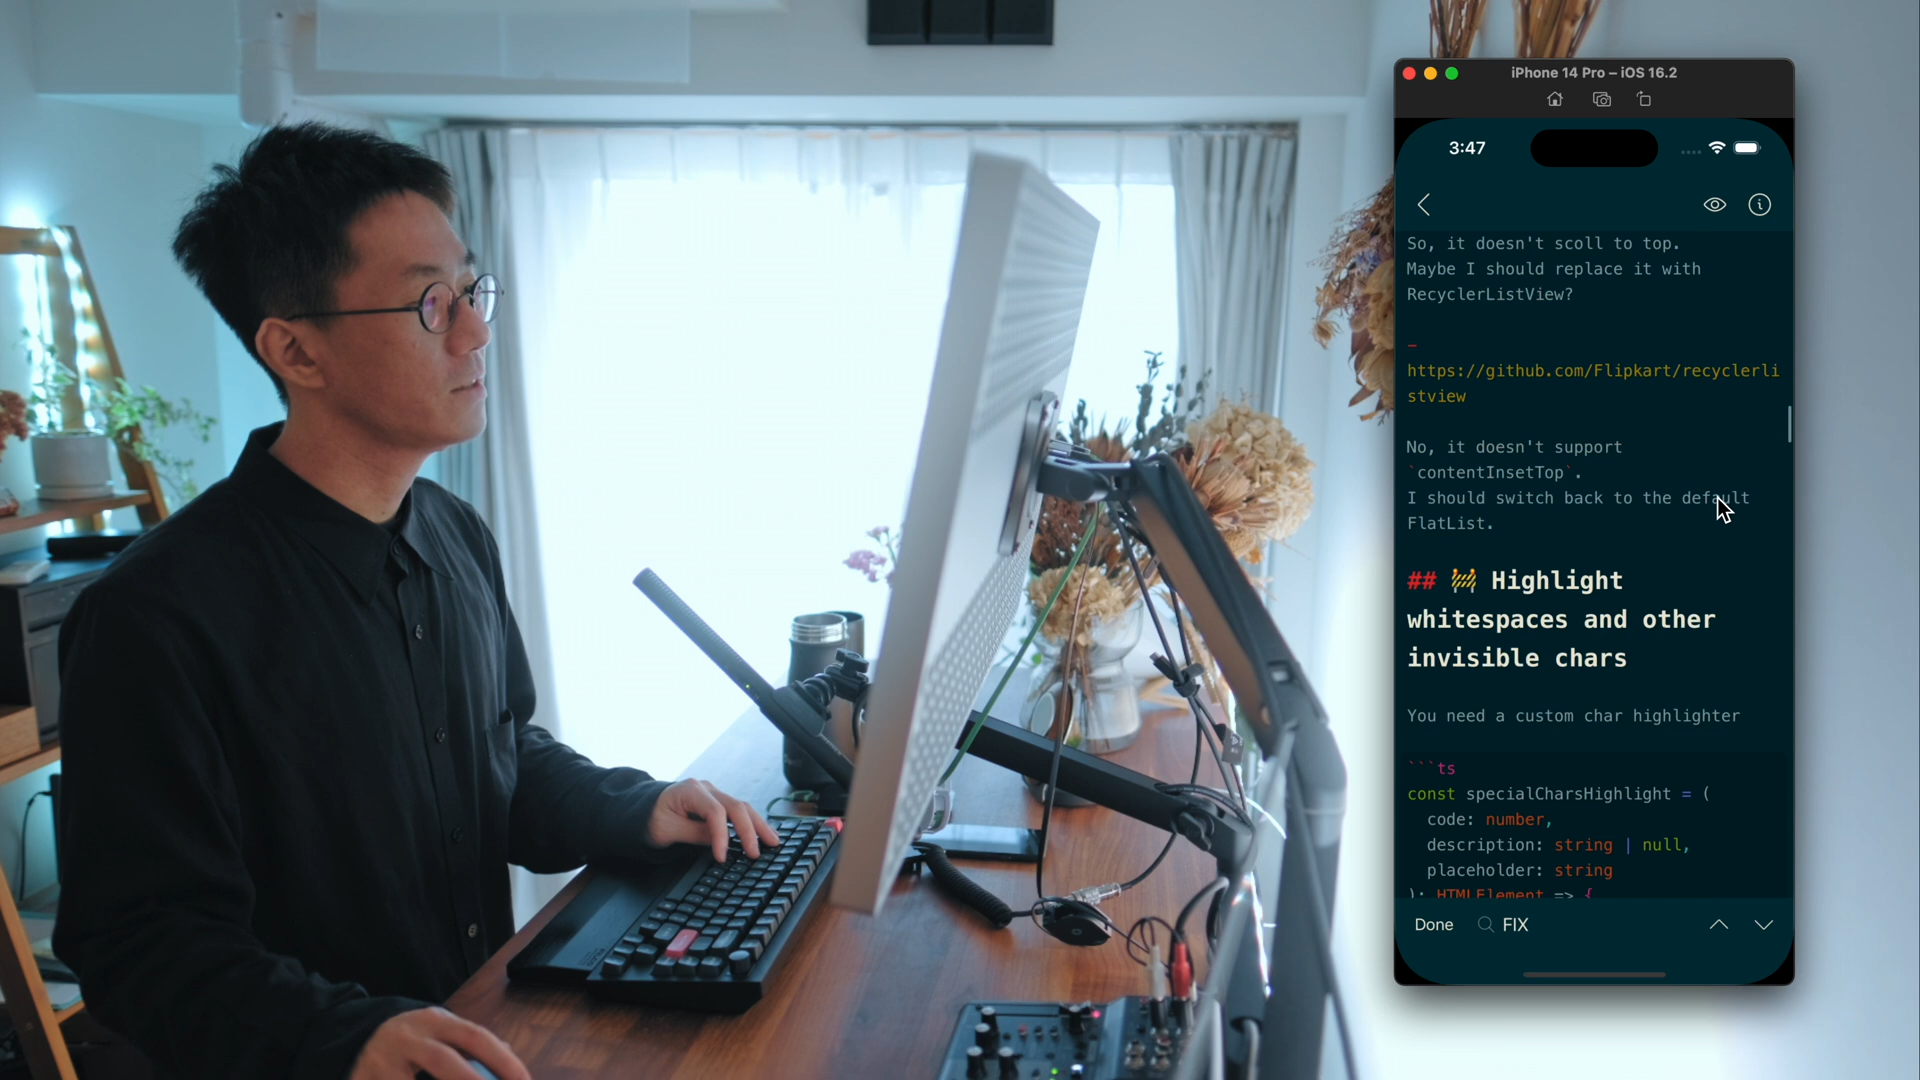 iPhone 14 Pro – iOS 16.2
3:47
So, it doesn't scoll to top.
Maybe I should replace it with
RecyclerListView?
-
https://github.com/Flipkart/recyclerli
stview
No, it doesn't support
`contentInsetTop`.
I should switch back to the default
FlatList.
## 🚧 Highlight
whitespaces and other
invisible chars
You need a custom char highlighter
```ts
const specialCharsHighlight = (
code: number,
description: string | null,
placeholder: string
): HTMLElement => {
Done
FIX